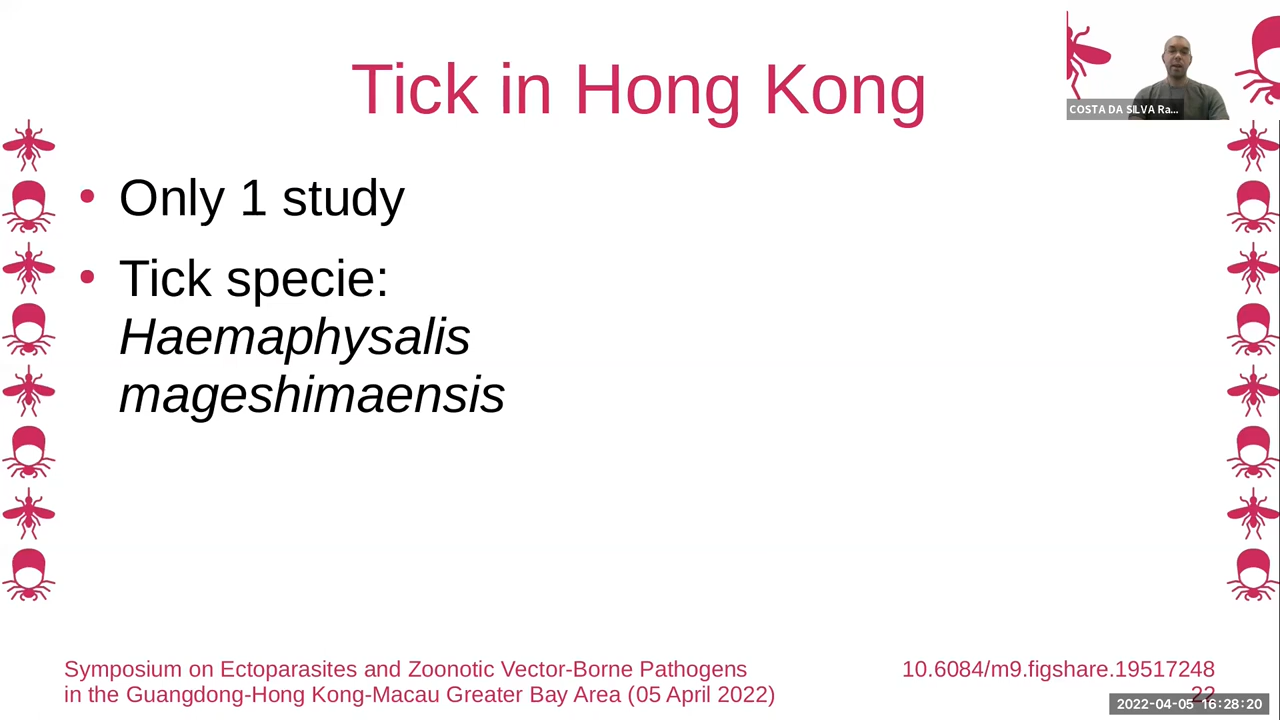 Tick in Hong Kong
COSTA DA SILVA Ra...
• Only 1 study
• Tick specie:
Haemaphysalis
mageshimaensis
Symposium on Ectoparasites and Zoonotic Vector-Borne Pathogens
in the Guangdong-Hong Kong-Macau Greater Bay Area (05 April 2022)
10.6084/m9.figshare.19517248
22
2022-04-05 16:28:20